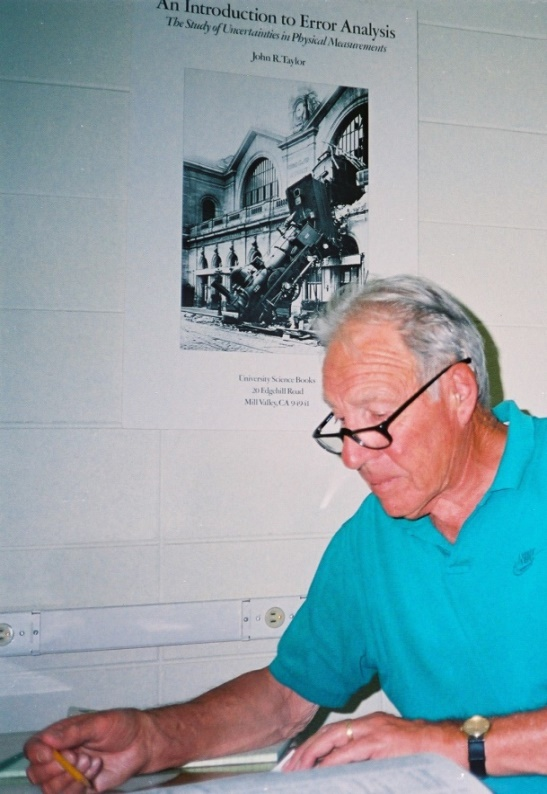 An Introduction to Error Analysis
The Study of Uncertainties in Physical Measurements
John R. Taylor
University Science Books
20 Edgehill Road
Mill Valley, CA 94941